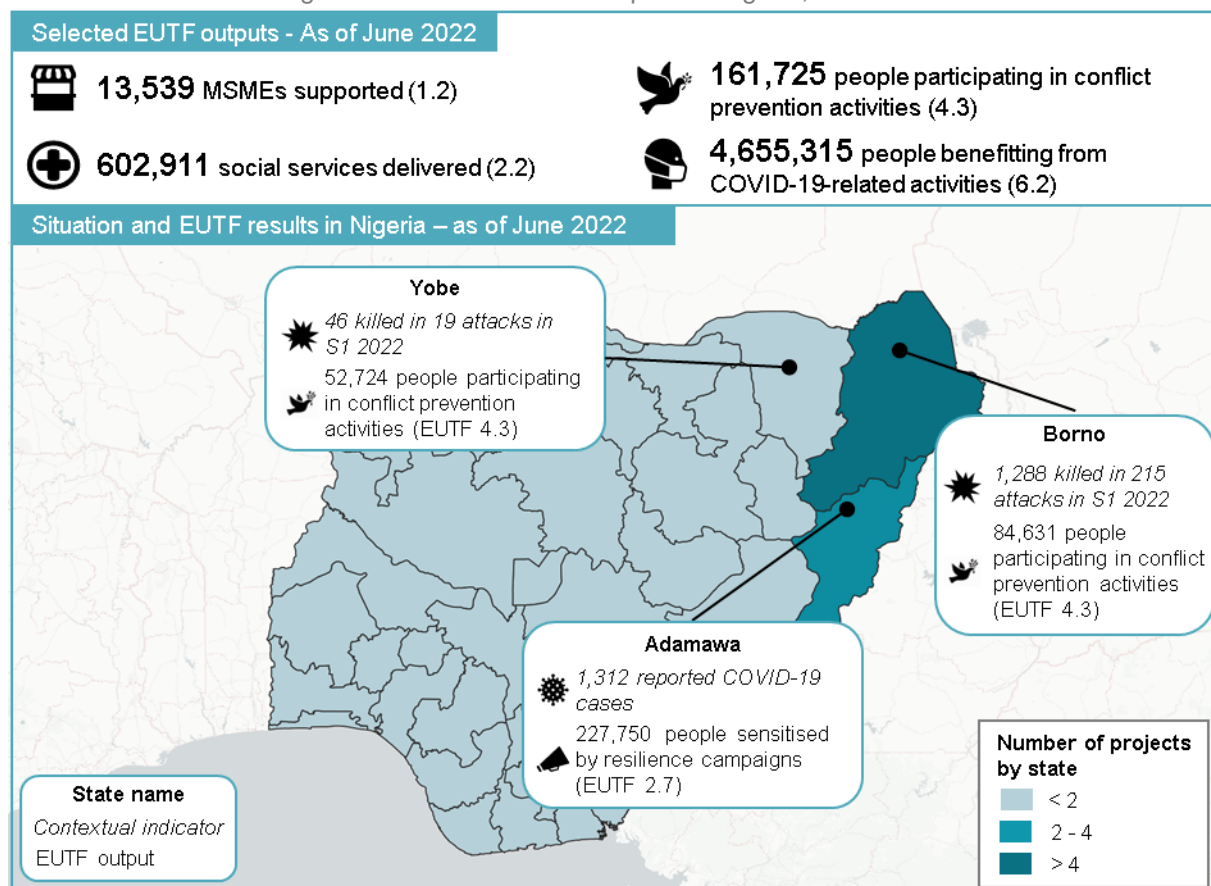 Selected EUTF outputs - As of June 2022
13,539 MSMEs supported (1.2)
161,725 people participating in conflict
prevention activities (4.3)
602,911 social services delivered (2.2)
4,655,315 people benefitting from
COVID-19-related activities (6.2)
Situation and EUTF results in Nigeria – as of June 2022
Yobe
46 killed in 19 attacks in
S1 2022
52,724 people participating
in conflict prevention
activities (EUTF 4.3)
Borno
1,288 killed in 215
attacks in S1 2022
84,631 people
participating in conflict
prevention activities
(EUTF 4.3)
Adamawa
1,312 reported COVID-19
cases
227,750 people sensitised
by resilience campaigns
(EUTF 2.7)
State name
Contextual indicator
EUTF output
Number of projects
by state
< 2
2 - 4
> 4